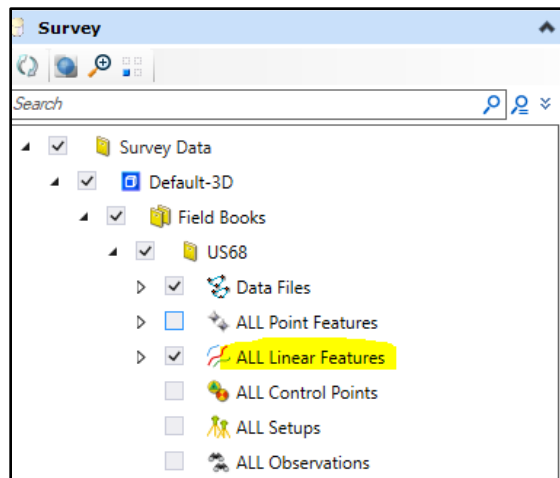 Survey
Search
Survey Data
Default-3D
Field Books
US68
Data Files
ALL Point Features
ALL Linear Features
ALL Control Points
ALL Setups
ALL Observations